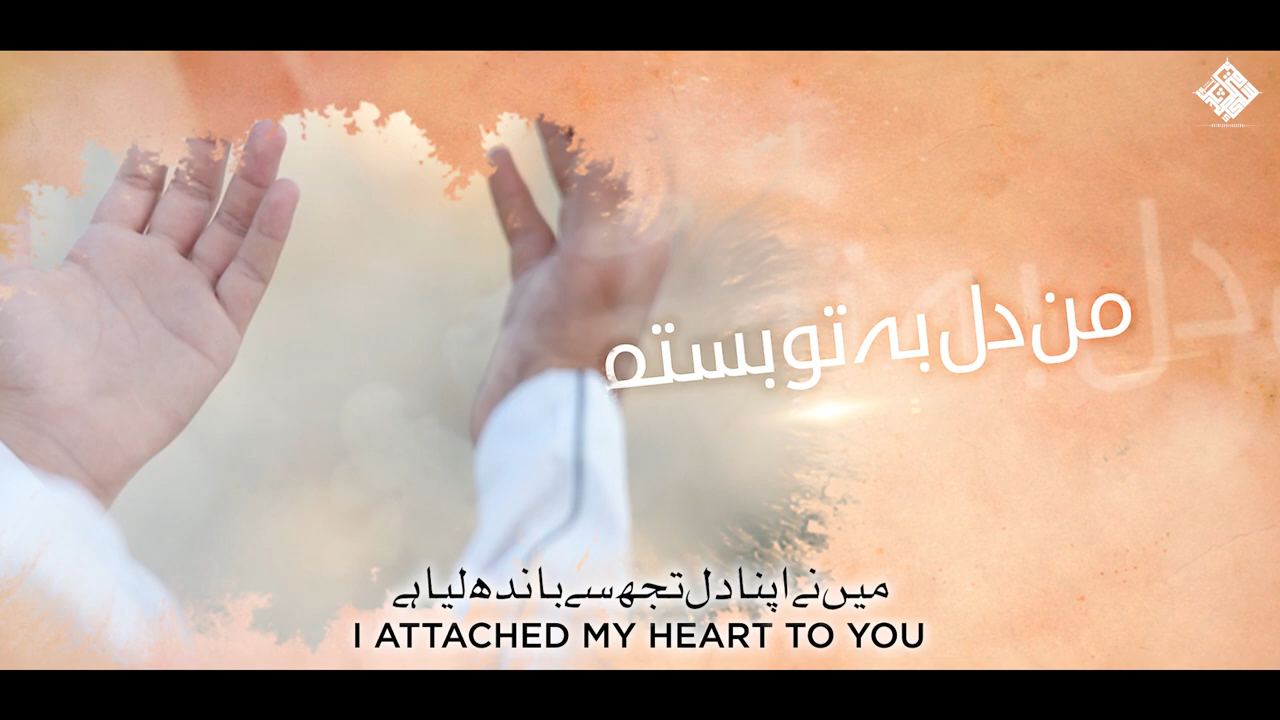 من دل به تو بستم
میں نے اپنا دل تجھ سے باندھ لیا ہے
I ATTACHED MY HEART TO YOU